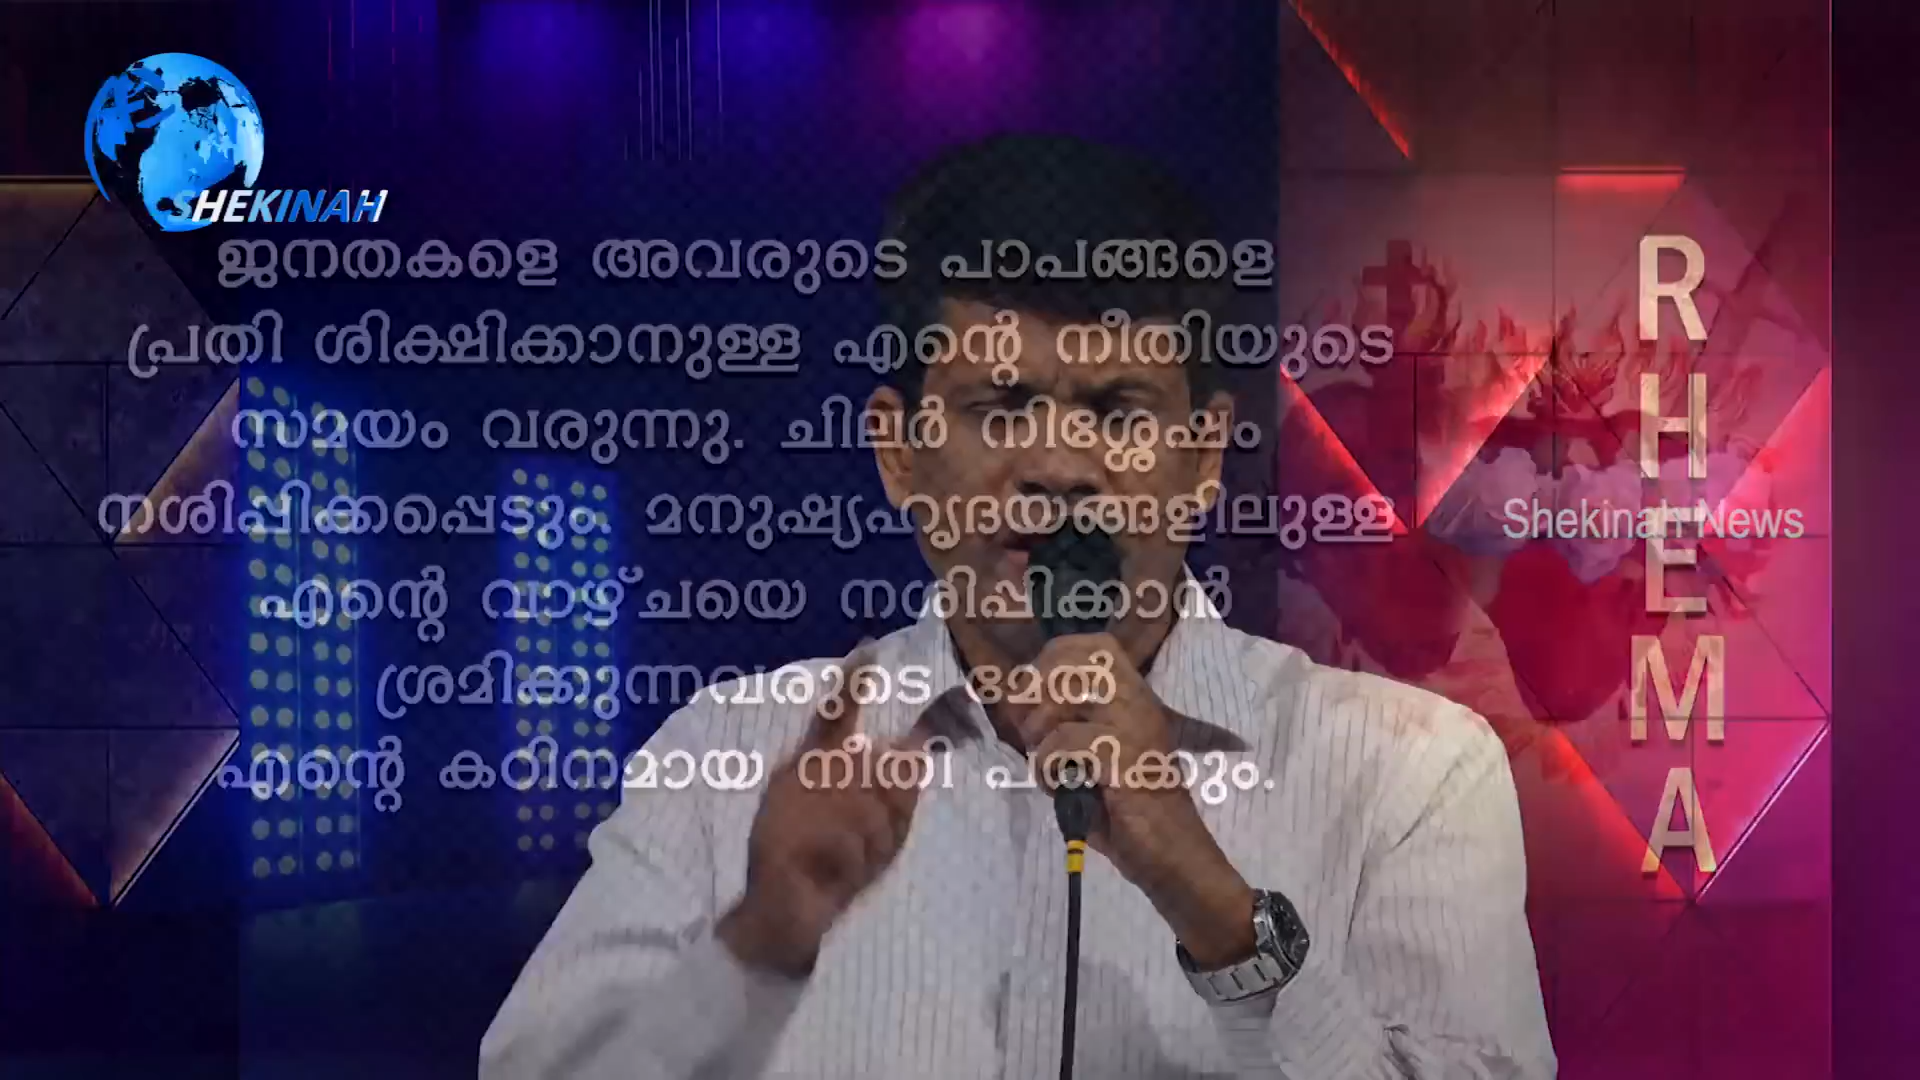 SHEKINAH
ജനതകളെ അവരുടെ പാപങ്ങളെ
പ്രതി ശിക്ഷിക്കാനുള്ള എന്റെ നീതിയുടെ
സമയം വരുന്നു. ചിലർ നിശ്ശേഷം
നശിപ്പിക്കപ്പെടും. മനുഷ്യഹൃദയങ്ങളിലുള്ള
എന്റെ വാഴ്ചയെ നശിപ്പിക്കാൻ
ശ്രമിക്കുന്നവരുടെ മേൽ
എന്റെ കഠിനമായ നീതി പതിക്കും.
RHEMA
Shekinah News